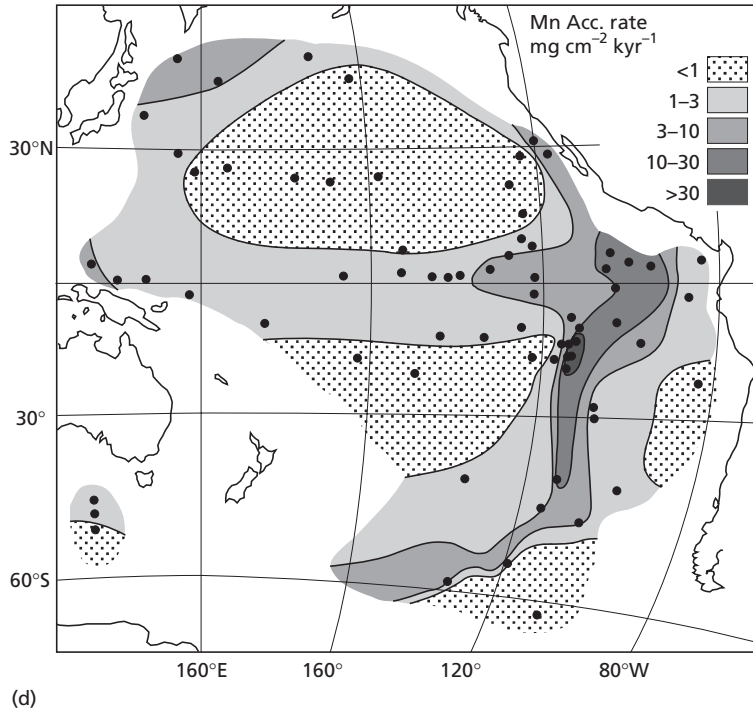 Mn Acc. rate
mg cm⁻² kyr⁻¹
<1
1–3
3–10
10–30
>30
30°N
30°
60°S
160°E 160° 120° 80°W
(d)